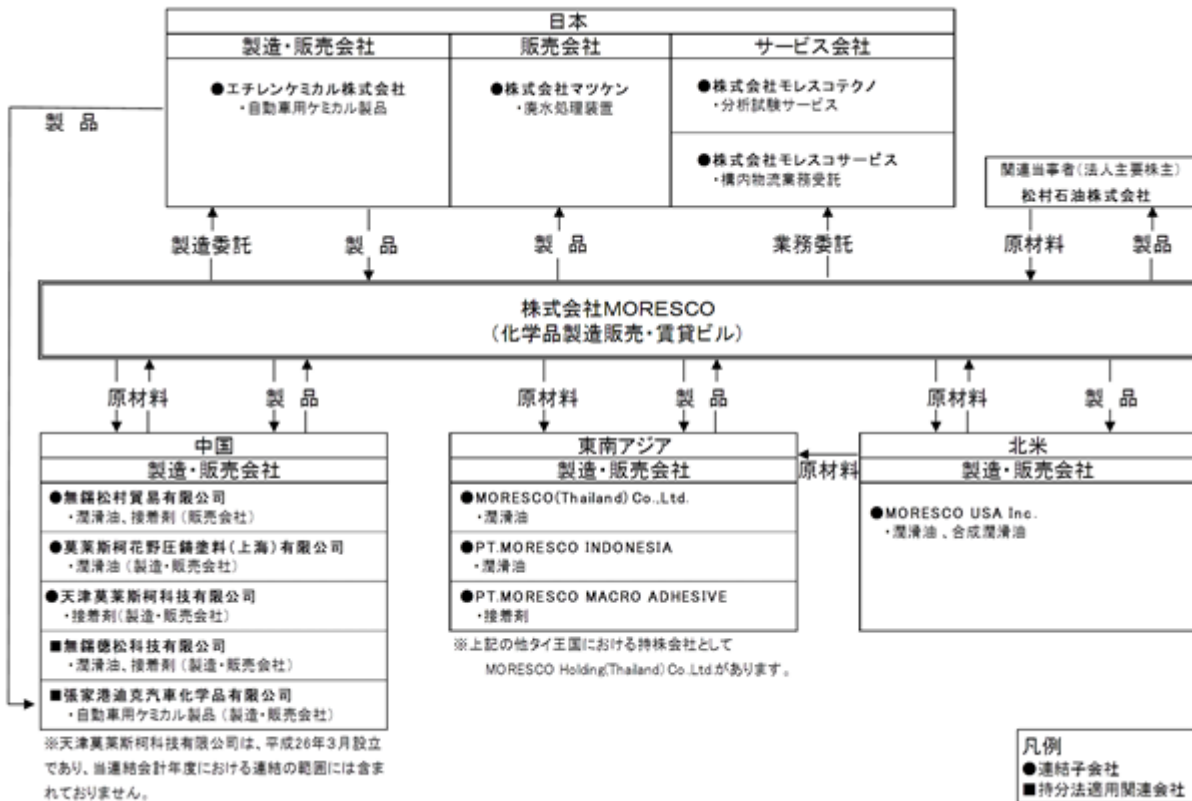 日本
製造・販売会社
販売会社
サービス会社
●エチレンケミカル株式会社
・自動車用ケミカル製品
●株式会社マツケン
・廃水処理装置
●株式会社モレスコテクノ
・分析試験サービス
●株式会社モレスコサービス
・構内物流業務受託
製 品
関連当事者(法人主要株主)
松村石油株式会社
製造委託
製 品
製 品
業務委託
原材料
製品
株式会社MORESCO
(化学品製造販売・賃貸ビル)
原材料
製 品
原材料
製 品
原材料
製 品
中国
製造・販売会社
●無錫松村貿易有限公司
・潤滑油、接着剤(販売会社)
●莫莱斯柯花野圧鋳塗料(上海)有限公司
・潤滑油(製造・販売会社)
●天津莫莱斯柯科技有限公司
・接着剤(製造・販売会社)
■無錫德松科技有限公司
・潤滑油、接着剤(製造・販売会社)
■張家港迪克汽車化学品有限公司
・自動車用ケミカル製品(製造・販売会社)
※天津莫莱斯柯科技有限公司は、平成26年3月設立
であり、当連結会計年度における連結の範囲には含ま
れておりません。
東南アジア
製造・販売会社
●MORESCO(Thailand) Co.,Ltd.
・潤滑油
●PT.MORESCO INDONESIA
・潤滑油
●PT.MORESCO MACRO ADHESIVE
・接着剤
※上記の他タイ王国における持株会社として
MORESCO Holding(Thailand) Co.,Ltd.があります。
原材料
北米
製造・販売会社
●MORESCO USA Inc.
・潤滑油、合成潤滑油
凡例
●連結子会社
■持分法適用関連会社